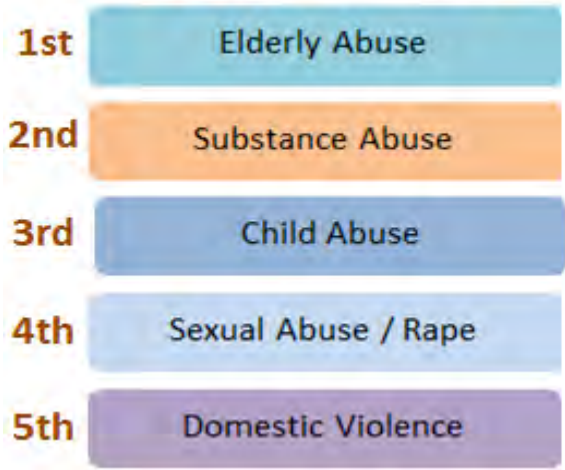 1st Elderly Abuse
2nd Substance Abuse
3rd Child Abuse
4th Sexual Abuse / Rape
5th Domestic Violence